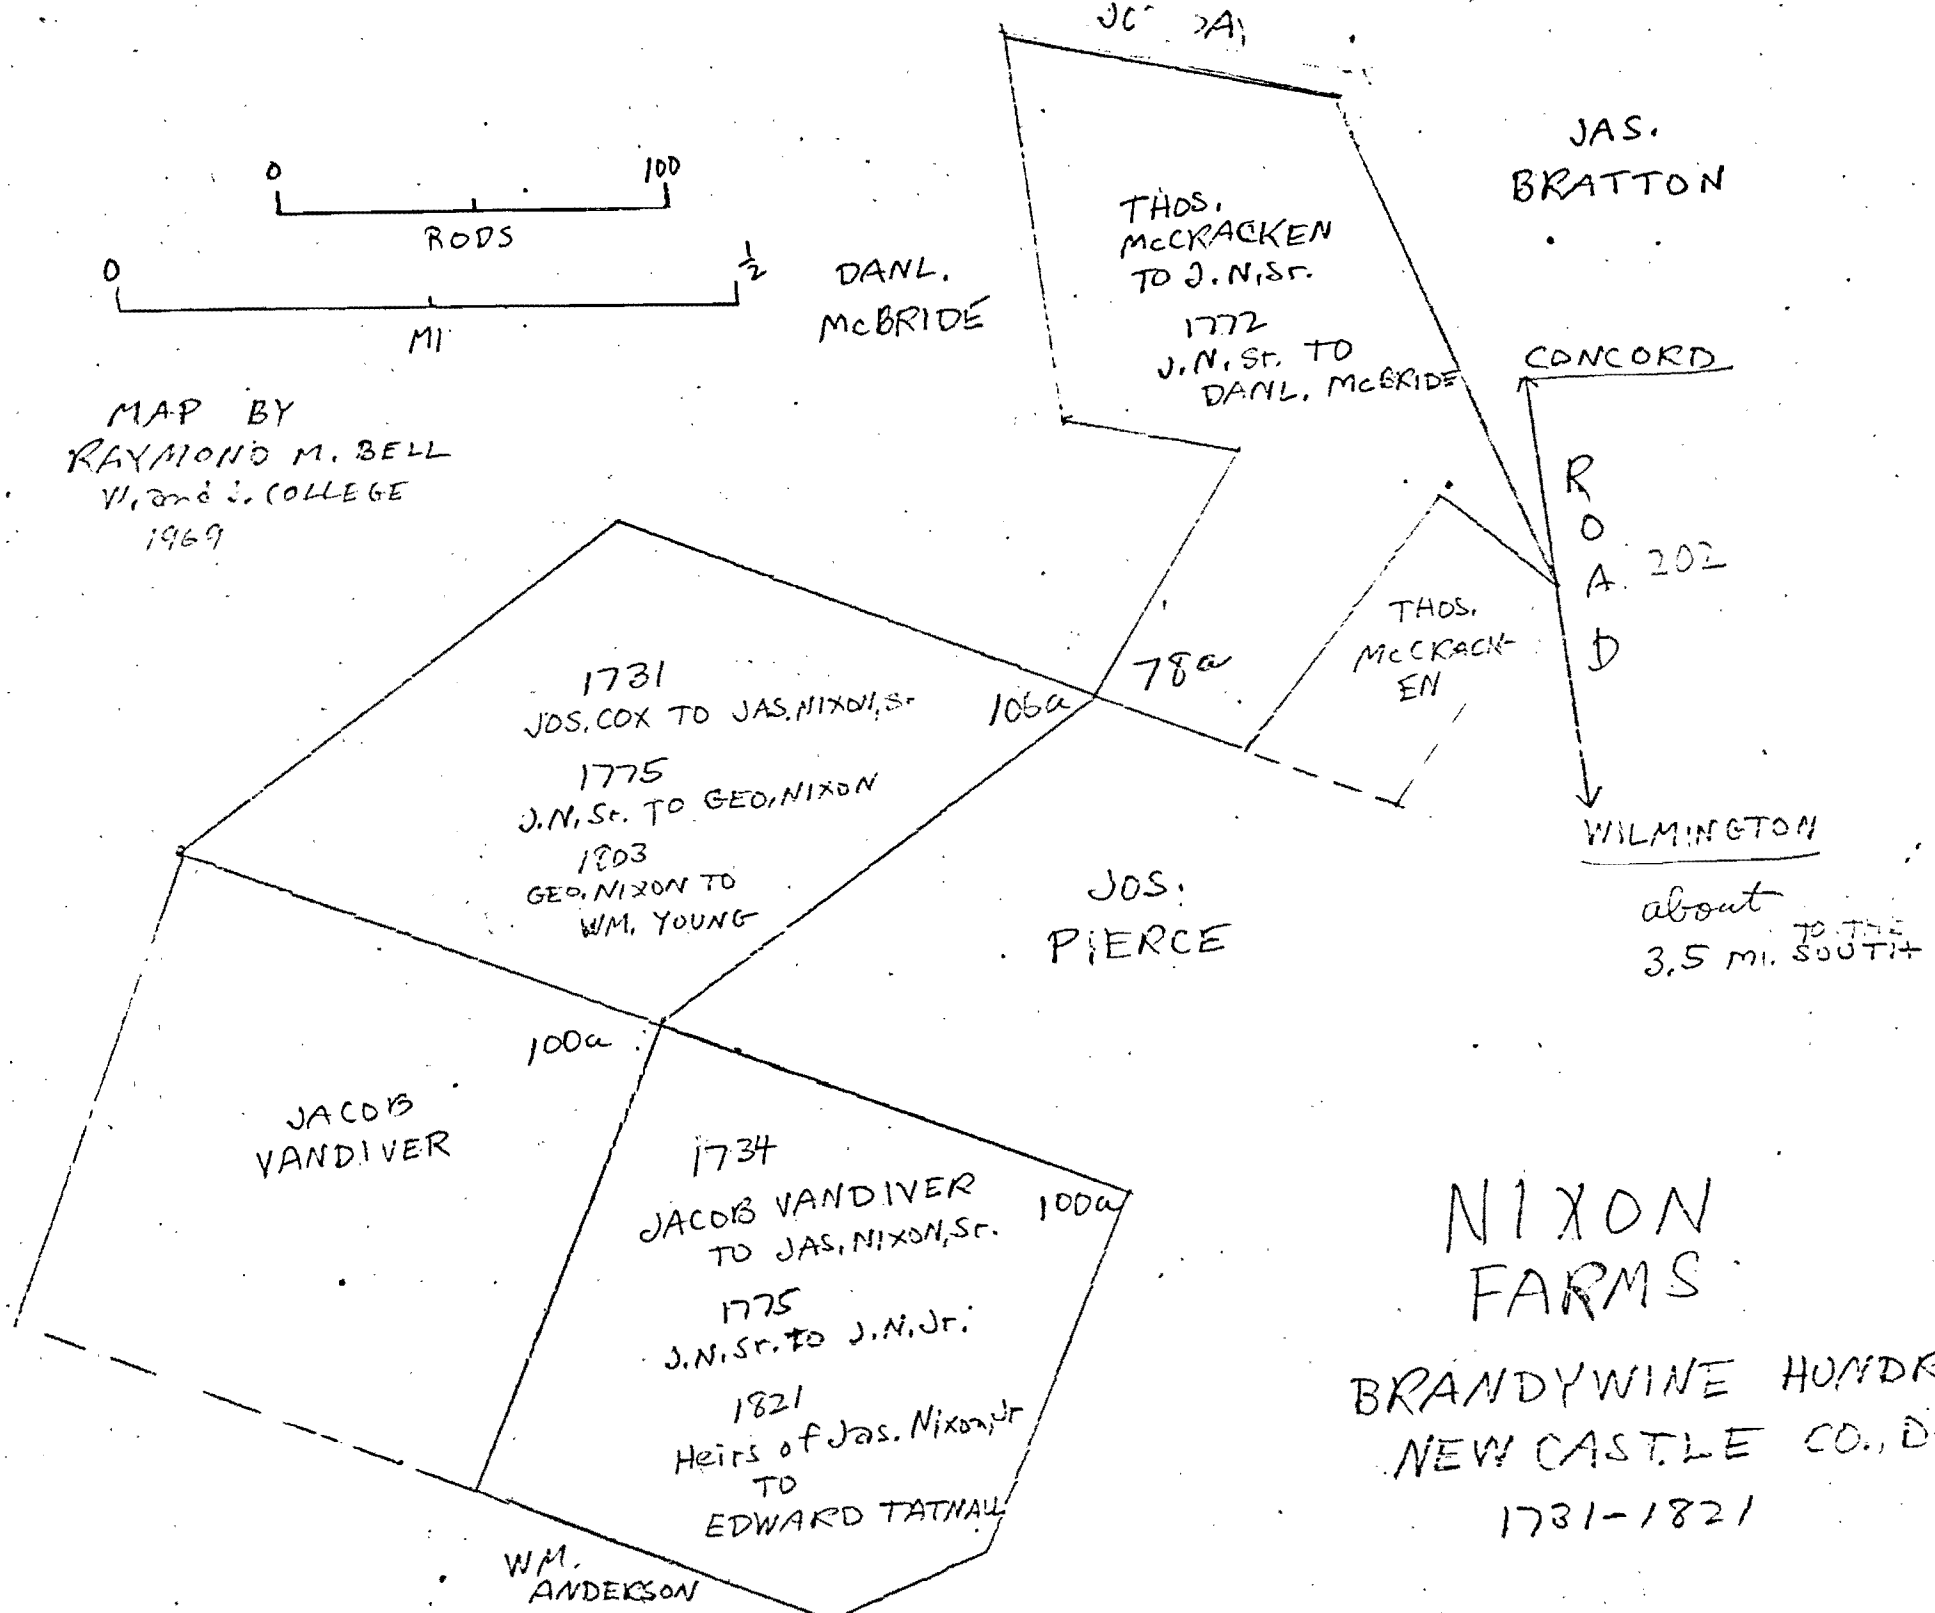 0 100
RODS
0 1/2
MI
MAP BY
RAYMOND M. BELL
W. and J. COLLEGE
1969
DANL.
McBRIDE
THOS.
McCRACKEN
TO J.N.Sr.
1772
J.N. Sr. TO
DANL. McBRIDE
JAS.
BRATTON
CONCORD
ROAD
202
THOS.
McCRACK-
EN
78a
WILMINGTON
about
3.5 mi. TO THE
SOUTH
1731
JOS. COX TO JAS. NIXON, Sr
106a
1775
J.N. Sr. TO GEO. NIXON
1803
GEO. NIXON TO
WM. YOUNG
JOS.
PIERCE
100a
JACOB
VANDIVER
1734
JACOB VANDIVER
TO JAS. NIXON, Sr.
100a
1775
J.N. Sr. to J.N. Jr.
1821
Heirs of Jas. Nixon, Jr
TO
EDWARD TATNALL
WM.
ANDERSON
NIXON
FARMS
BRANDYWINE HUNDR
NEW CASTLE CO., D
1731-1821